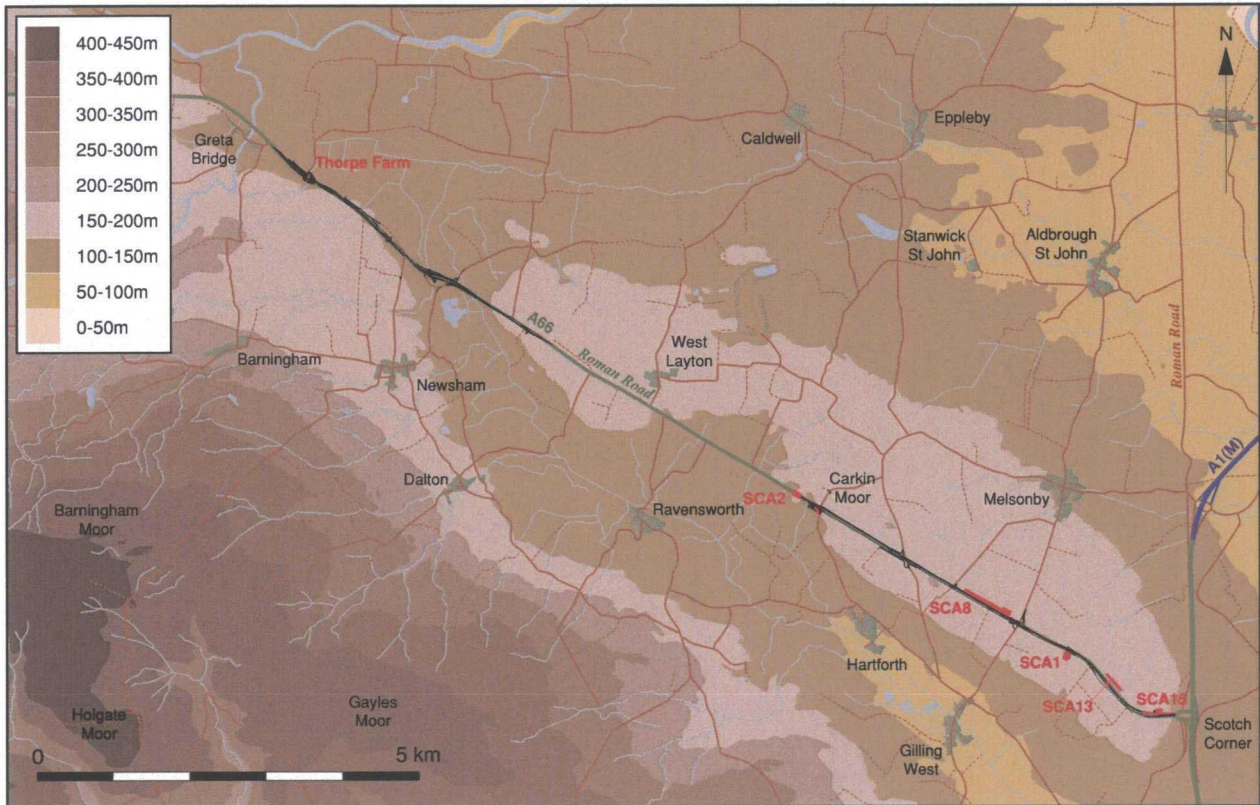 400-450m
350-400m
300-350m
250-300m
200-250m
150-200m
100-150m
50-100m
0-50m
N
Greta
Bridge
Thorpe Farm
Caldwell
Eppleby
Stanwick
St John
Aldbrough
St John
Barningham
Newsham
A66
Roman Road
West
Layton
Roman Road
A1(M)
Dalton
SCA2
Carkin
Moor
Melsonby
Barningham
Moor
Ravensworth
SCA8
Hartforth
SCA1
SCA13
SCA15
Scotch
Corner
Holgate
Moor
Gayles
Moor
Gilling
West
0
5 km